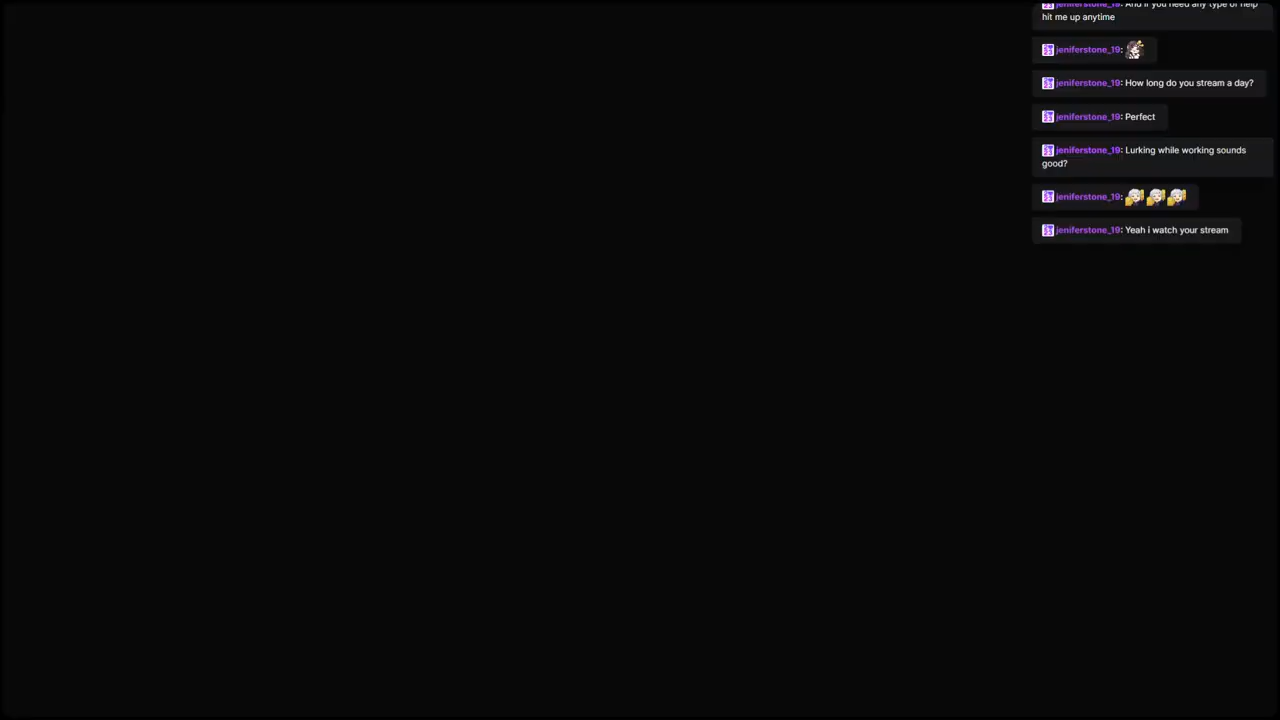 jeniferstone_19: And if you need any type of help
hit me up anytime
jeniferstone_19:
jeniferstone_19: How long do you stream a day?
jeniferstone_19: Perfect
jeniferstone_19: Lurking while working sounds
good?
jeniferstone_19:
jeniferstone_19: Yeah i watch your stream